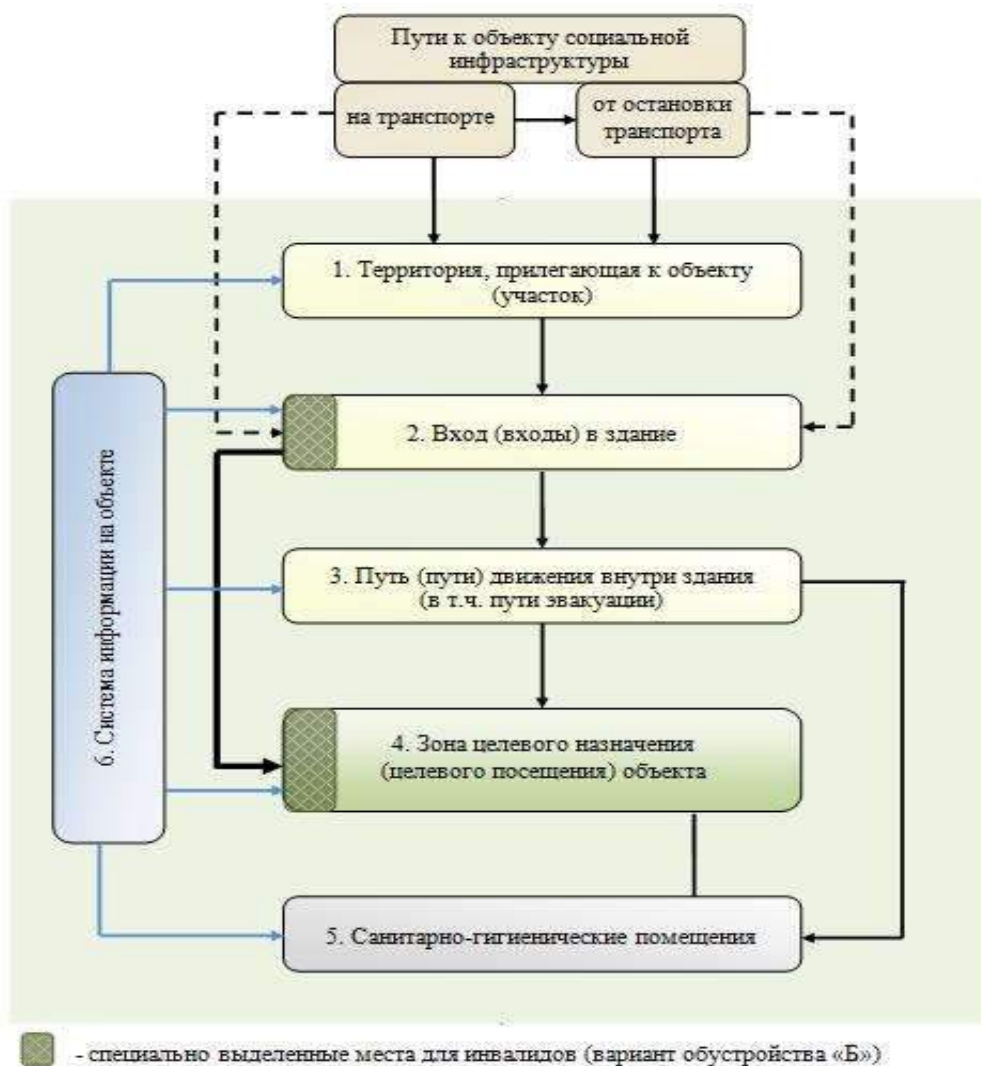 Пути к объекту социальной
инфраструктуры
на транспорте
от остановки
транспорта
1. Территория, прилегающая к объекту
(участок)
2. Вход (входы) в здание
3. Путь (пути) движения внутри здания
(в т.ч. пути эвакуации)
4. Зона целевого назначения
(целевого посещения) объекта
5. Санитарно-гигиенические помещения
6. Система информации на объекте
- специально выделенные места для инвалидов (вариант обустройства «Б»)